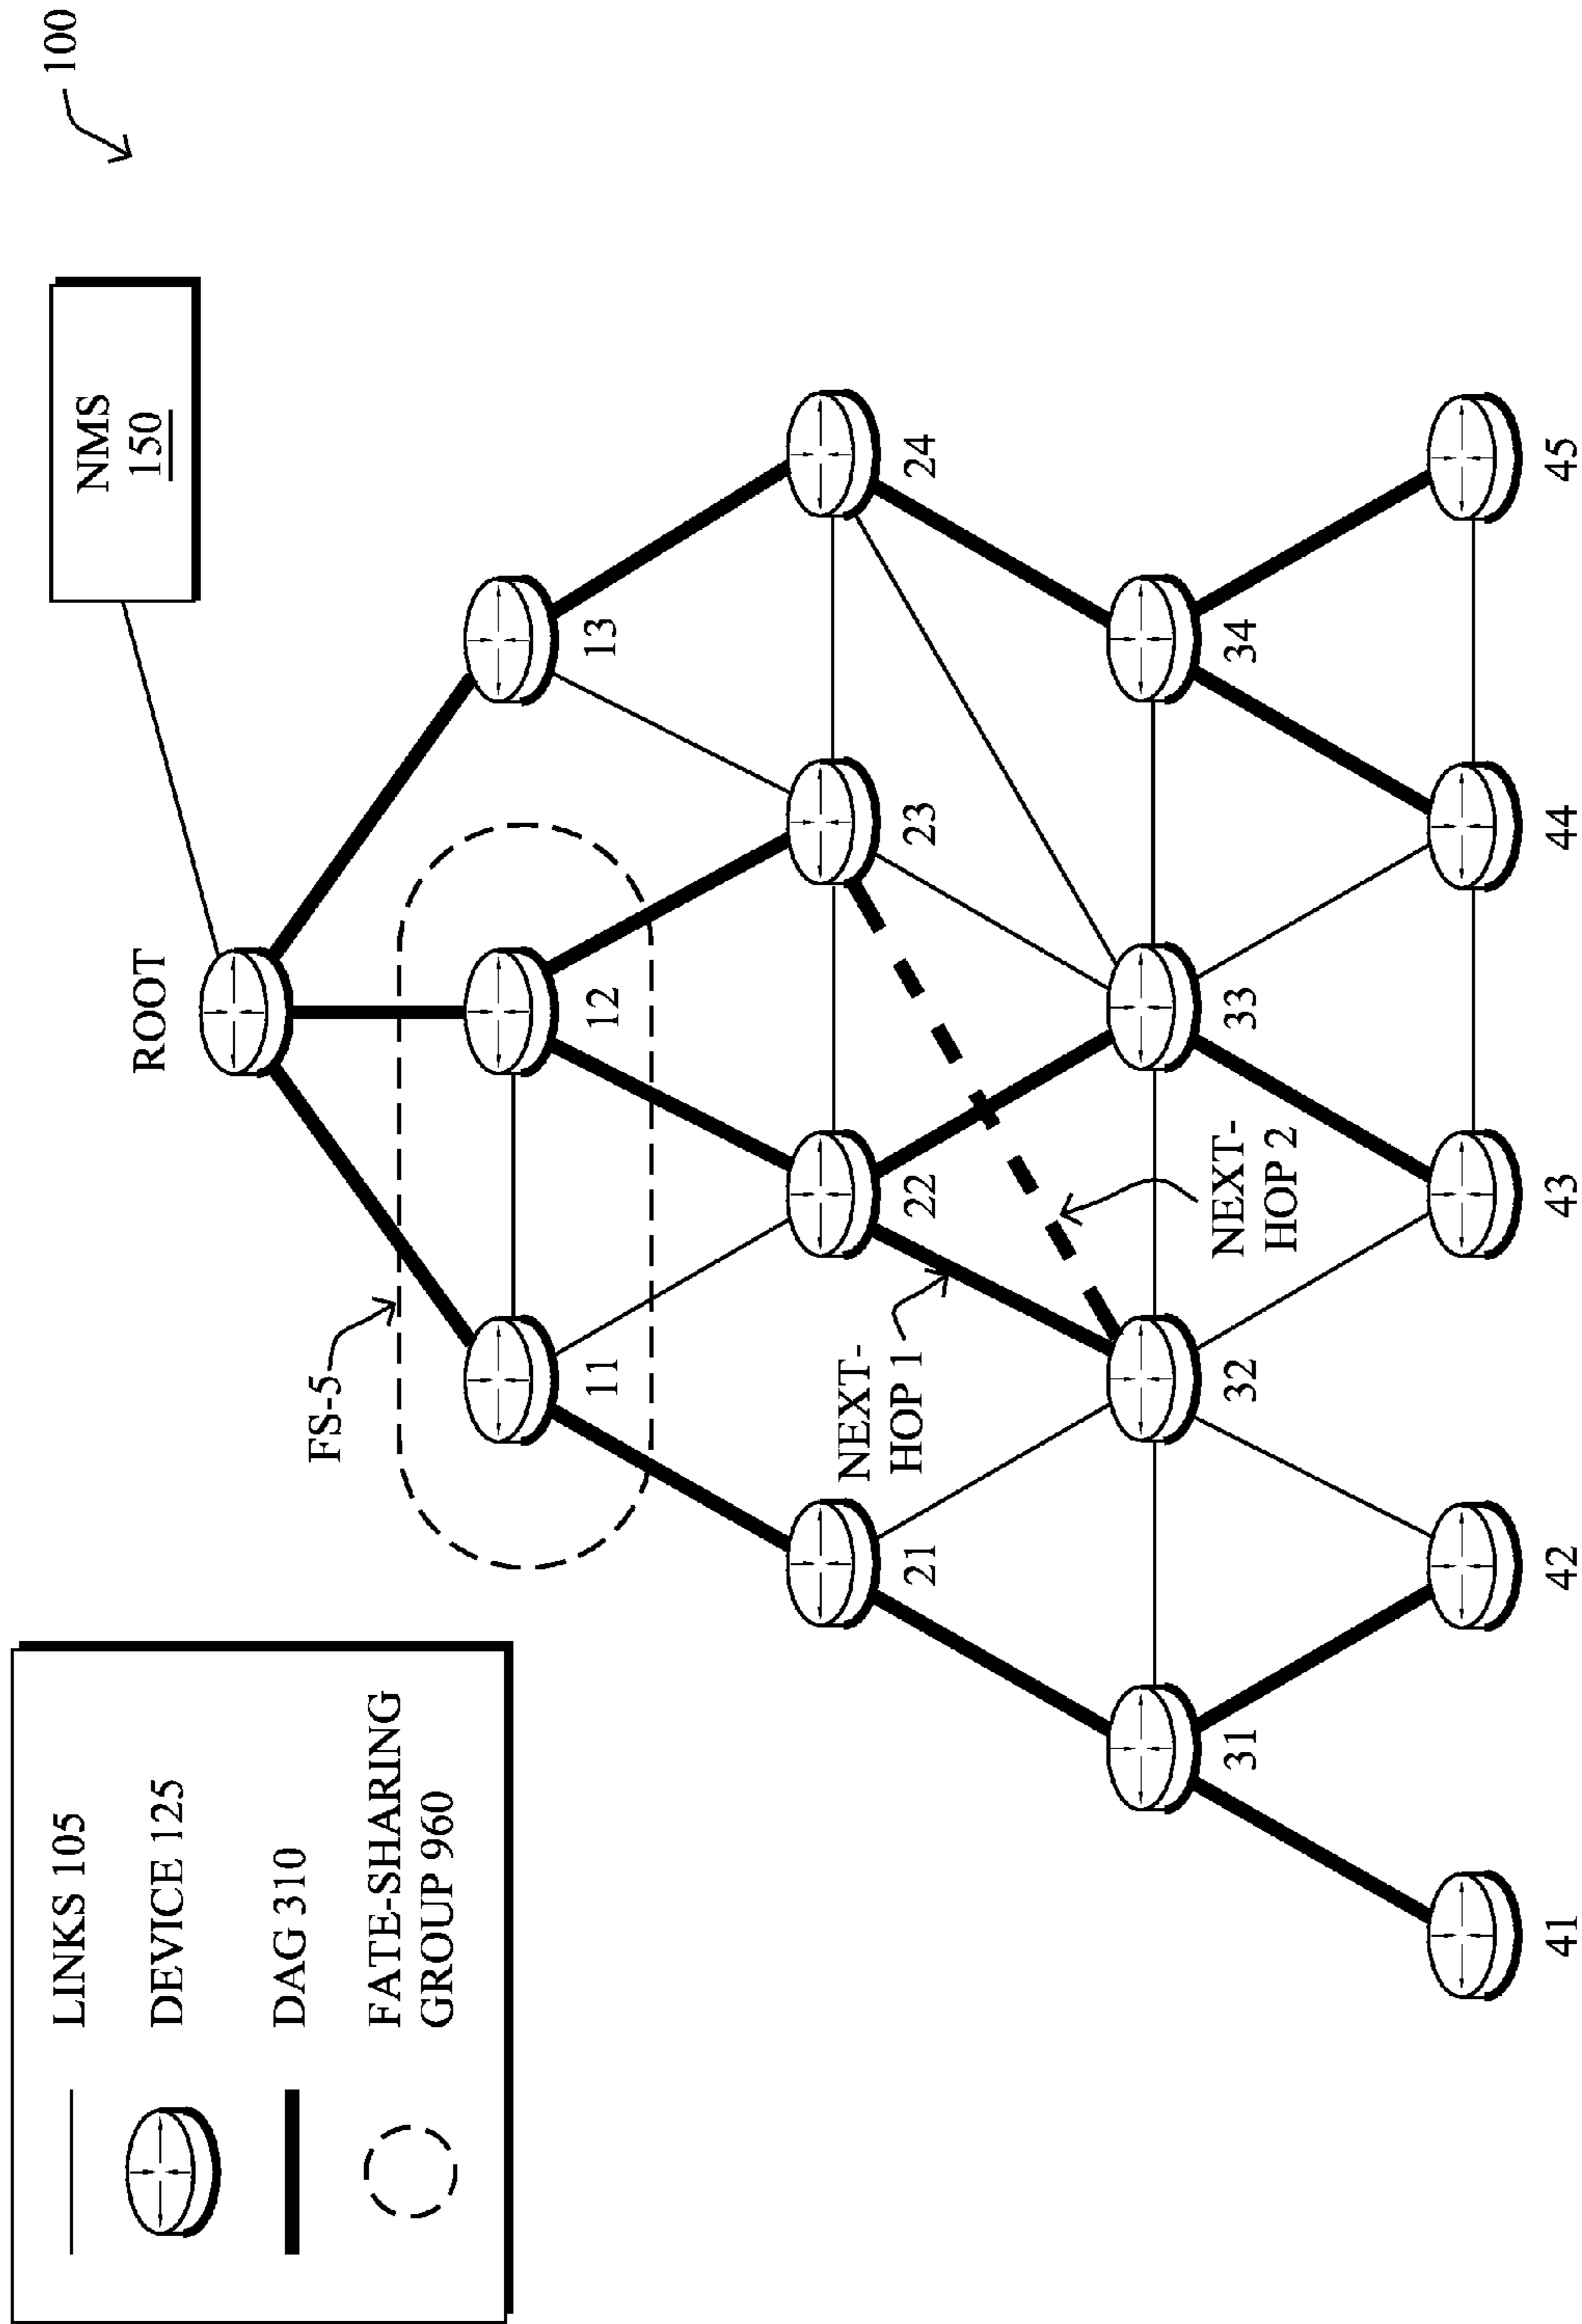 100
LINKS 105
DEVICE 125
DAG 310
FATE-SHARING
GROUP 960
NMS
150
ROOT
FS-5
11
12
13
21
22
23
24
NEXT-
HOP 1
NEXT-
HOP 2
31
32
33
34
41
42
43
44
45